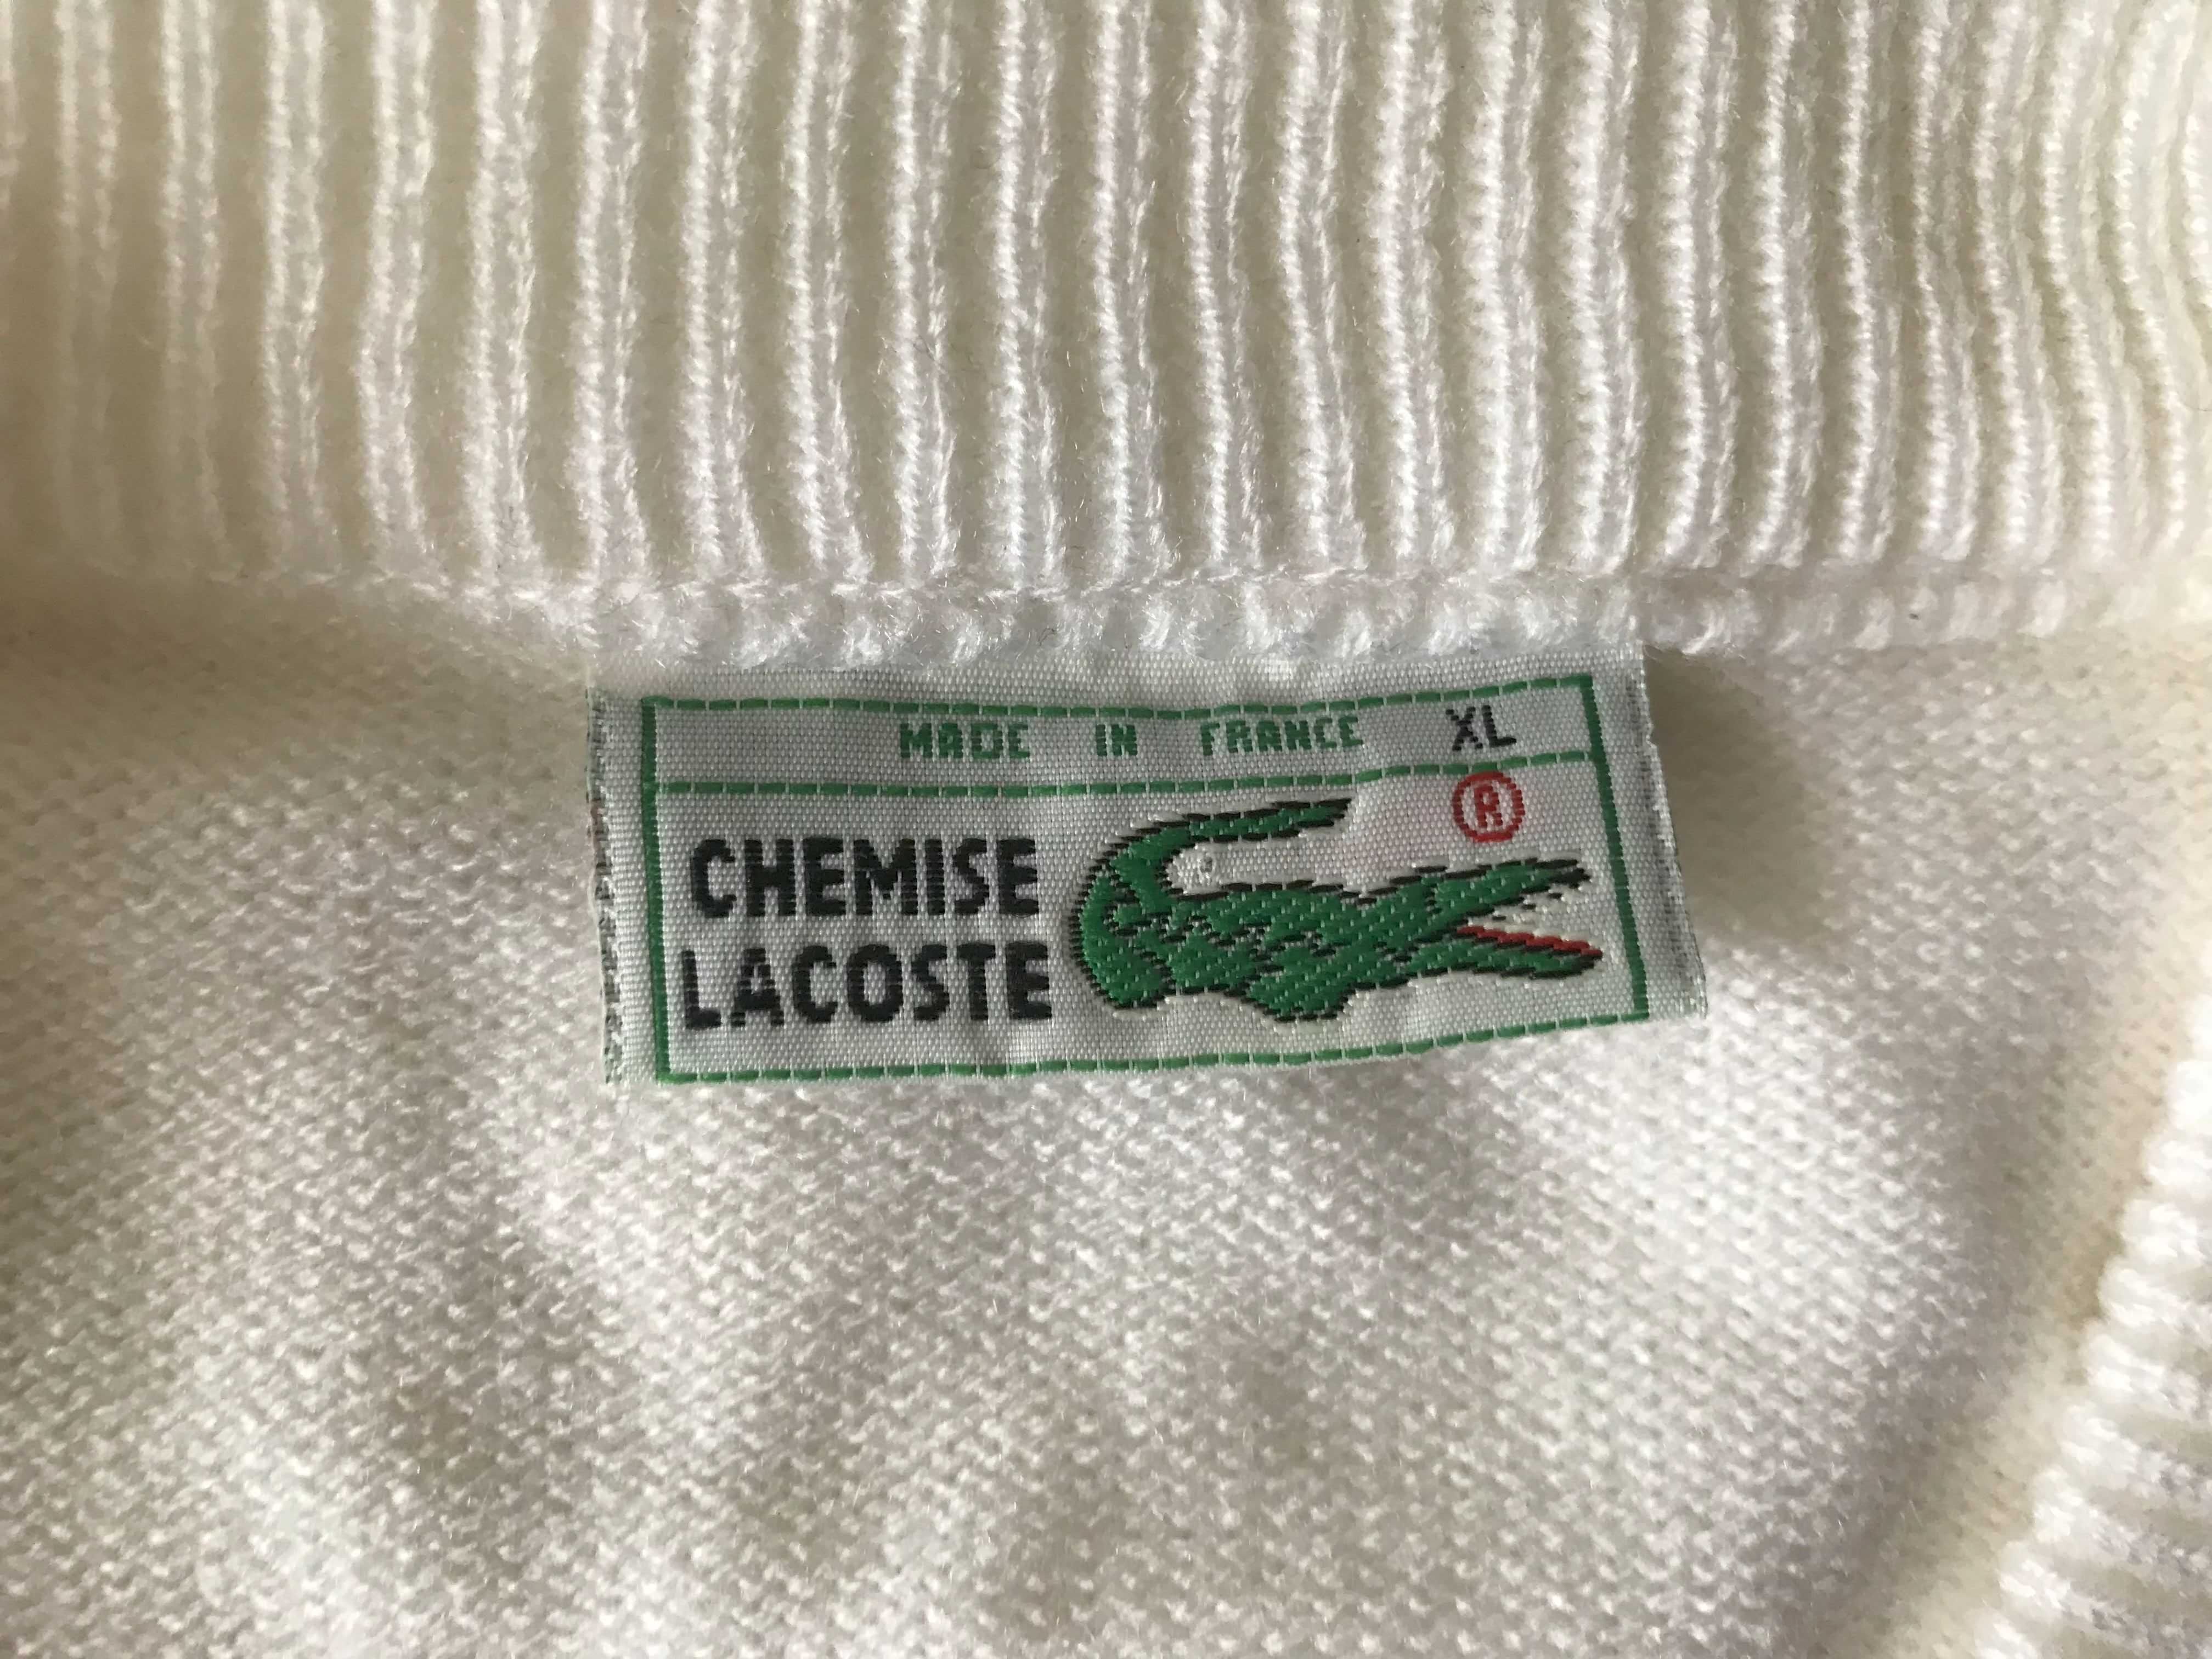 MADE IN FRANCE XL
®
CHEMISE
LACOSTE